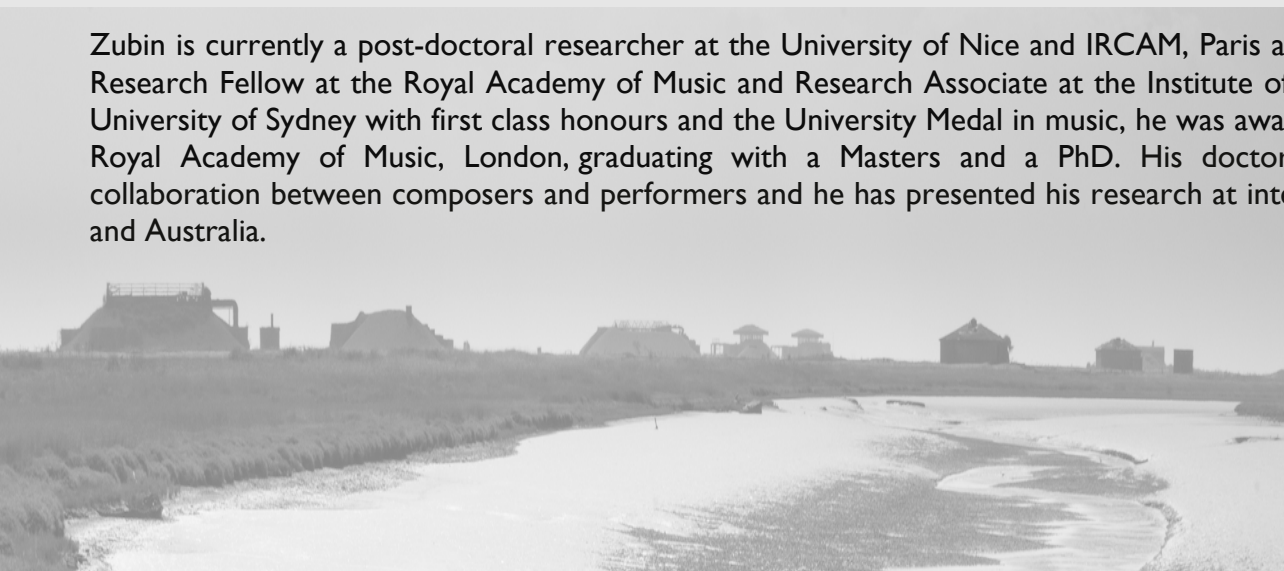 Zubin is currently a post-doctoral researcher at the University of Nice and IRCAM, Paris a
Research Fellow at the Royal Academy of Music and Research Associate at the Institute of
University of Sydney with first class honours and the University Medal in music, he was awa
Royal Academy of Music, London, graduating with a Masters and a PhD. His doctor
collaboration between composers and performers and he has presented his research at inte
and Australia.